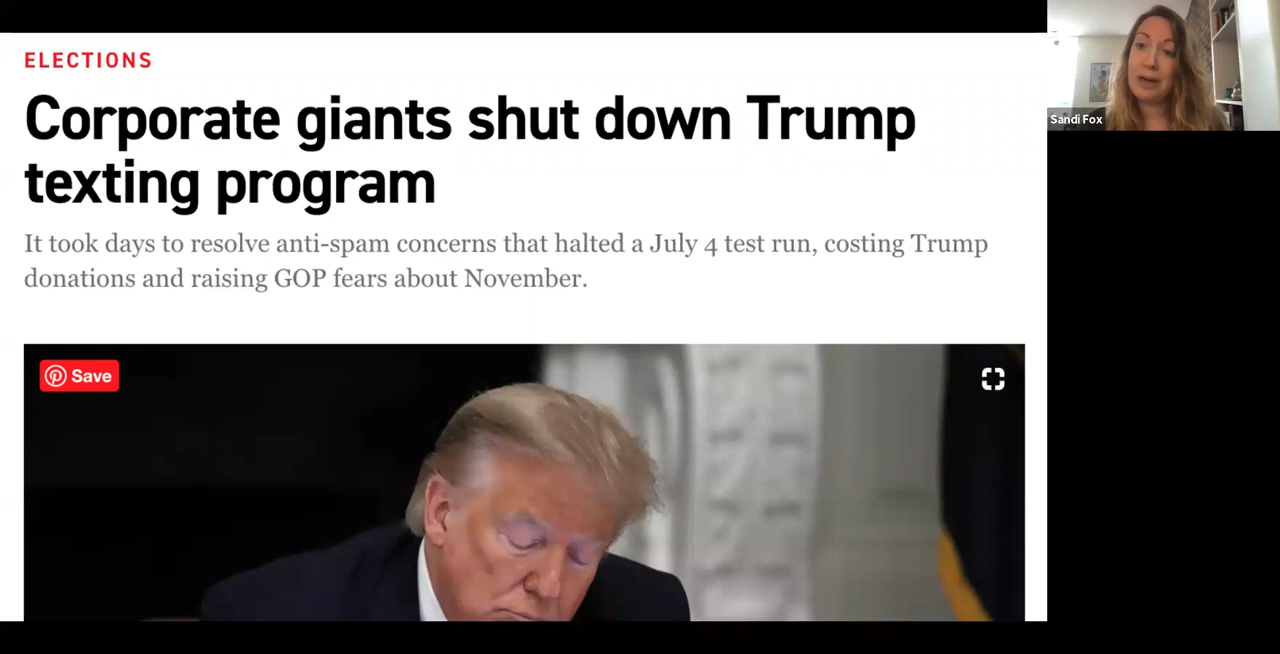 ELECTIONS
Corporate giants shut down Trump
texting program
It took days to resolve anti-spam concerns that halted a July 4 test run, costing Trump
donations and raising GOP fears about November.
Save
Sandi Fox